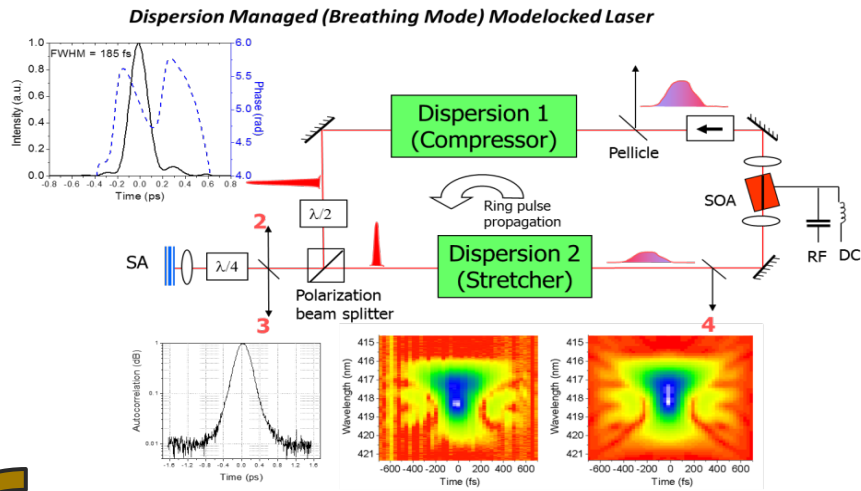 Dispersion Managed (Breathing Mode) Modelocked Laser
FWHM = 185 fs
Intensity (a.u.)
1.0
0.8
0.6
0.4
0.2
0.0
6.0
5.5
5.0
4.5
4.0
Phase (rad)
-0.8 -0.6 -0.4 -0.2 0.0 0.2 0.4 0.6 0.8
Time (ps)
Dispersion 1
(Compressor)
Pellicle
SOA
RF
DC
λ/2
Ring pulse
propagation
2
SA
λ/4
Polarization
beam splitter
Dispersion 2
(Stretcher)
3
4
Autocorrelation (dB)
1
0.1
0.01
-1.6 -1.2 -0.8 -0.4 0.0 0.4 0.8 1.2 1.6
Time (ps)
Wavelength (nm)
415
416
417
418
419
420
421
-600 -400 -200 0 200 400 600
Time (fs)
Wavelength (nm)
415
416
417
418
419
420
421
-600 -400 -200 0 200 400 600
Time (fs)